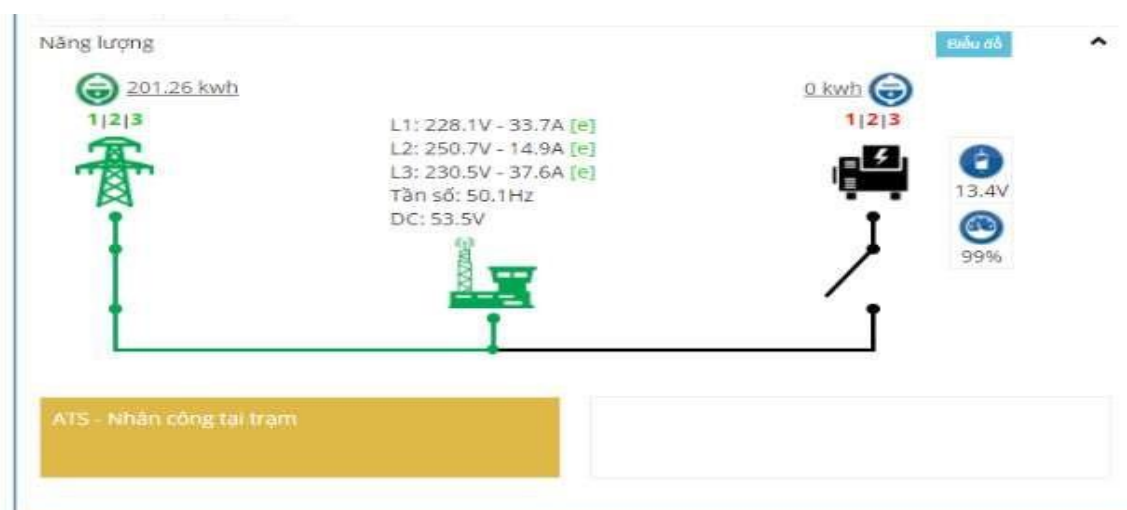 Năng lượng
Biểu đồ
201.26 kwh
0 kwh
1|2|3
1|2|3
L1: 228.1V - 33.7A [e]
L2: 250.7V - 14.9A [e]
L3: 230.5V - 37.6A [e]
Tần số: 50.1Hz
DC: 53.5V
13.4V
99%
ATS - Nhân công tại trạm